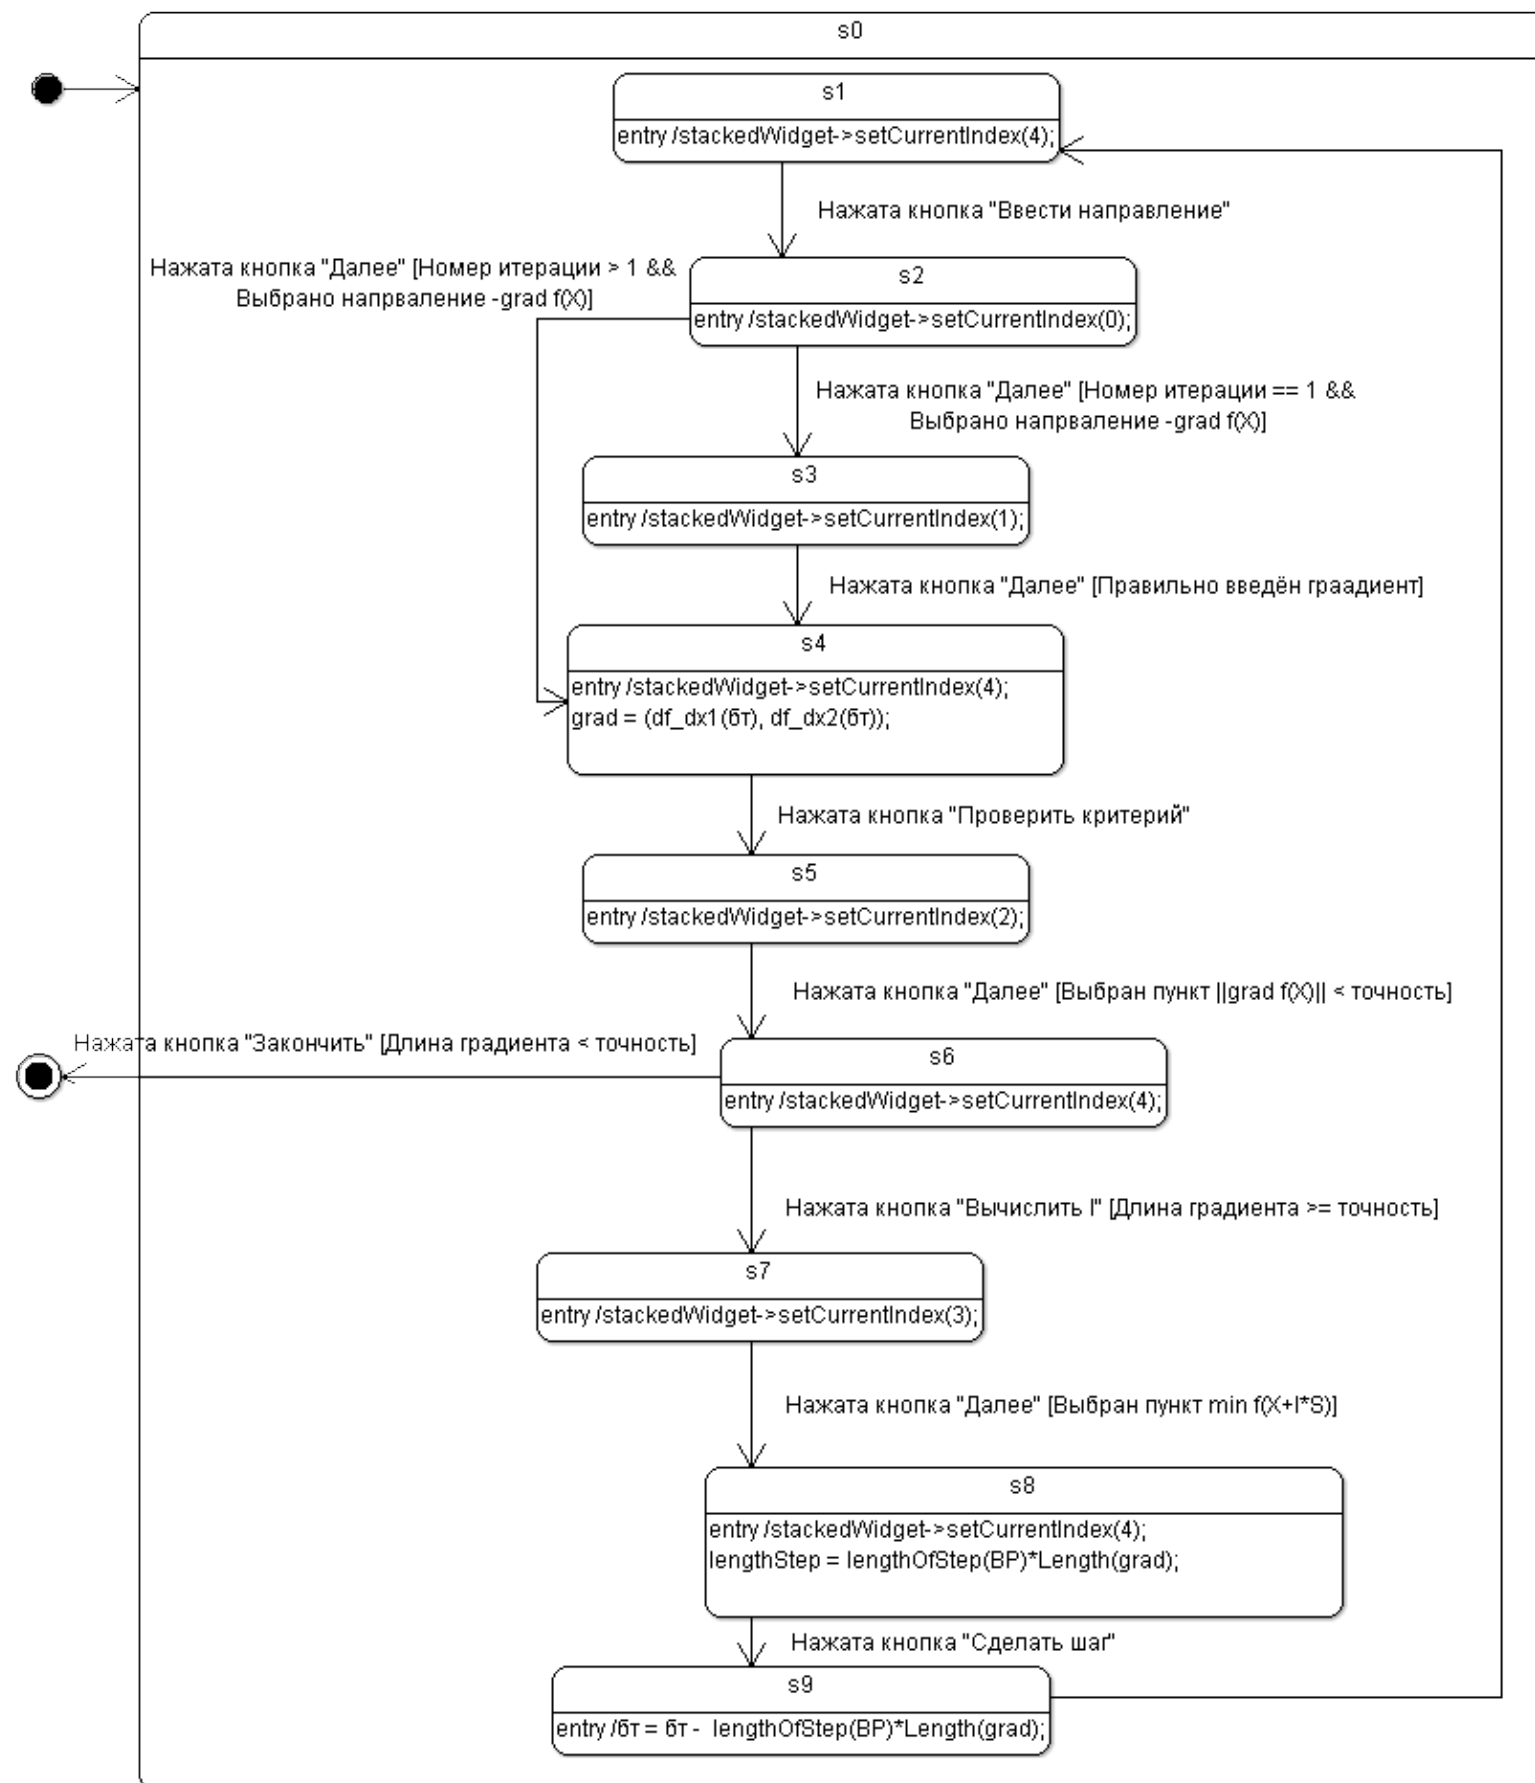 s0
s1
entry /stackedWidget->setCurrentIndex(4);
Нажата кнопка "Ввести направление"
Нажата кнопка "Далее" [Номер итерации > 1 &&
Выбрано напрваление -grad f(X)]
s2
entry /stackedWidget->setCurrentIndex(0);
Нажата кнопка "Далее" [Номер итерации == 1 &&
Выбрано напрваление -grad f(X)]
s3
entry /stackedWidget->setCurrentIndex(1);
Нажата кнопка "Далее" [Правильно введён граадиент]
s4
entry /stackedWidget->setCurrentIndex(4);
grad = (df_dx1(бт), df_dx2(бт));
Нажата кнопка "Проверить критерий"
s5
entry /stackedWidget->setCurrentIndex(2);
Нажата кнопка "Далее" [Выбран пункт ||grad f(X)|| < точность]
Нажата кнопка "Закончить" [Длина градиента < точность]
s6
entry /stackedWidget->setCurrentIndex(4);
Нажата кнопка "Вычислить l" [Длина градиента >= точность]
s7
entry /stackedWidget->setCurrentIndex(3);
Нажата кнопка "Далее" [Выбран пункт min f(X+l*S)]
s8
entry /stackedWidget->setCurrentIndex(4);
lengthStep = lengthOfStep(BP)*Length(grad);
Нажата кнопка "Сделать шаг"
s9
entry /бт = бт - lengthOfStep(BP)*Length(grad);